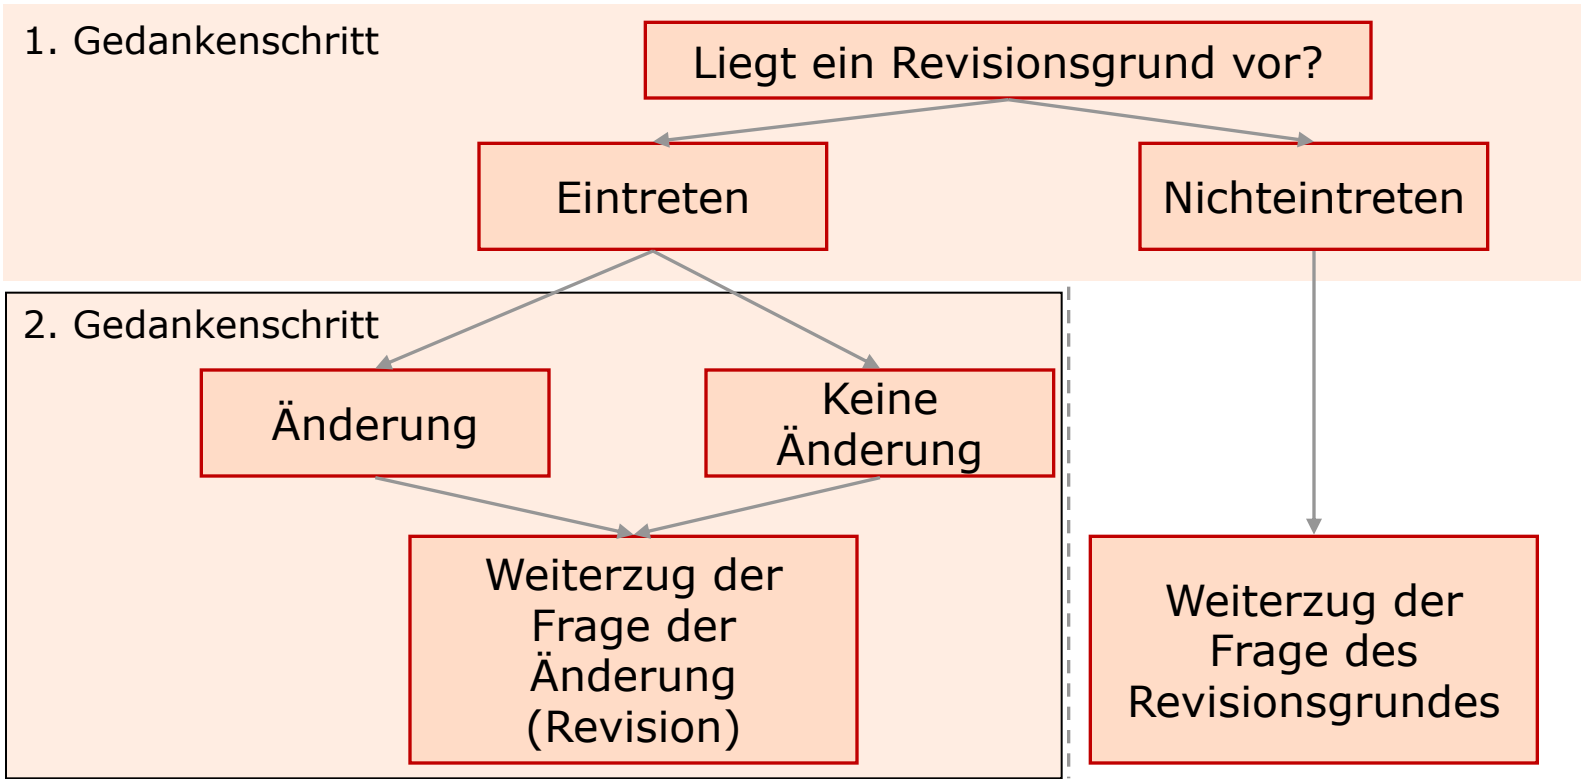 1. Gedankenschritt
Liegt ein Revisionsgrund vor?
Eintreten
Nichteintreten
2. Gedankenschritt
Änderung
Keine
Änderung
Weiterzug der
Frage der
Änderung
(Revision)
Weiterzug der
Frage des
Revisionsgrundes